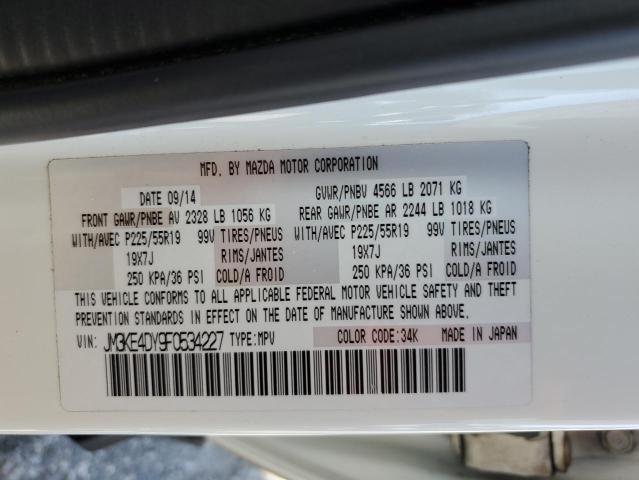 MFD. BY MAZDA MOTOR CORPORATION
DATE 09/14 GVWR/PNBV 4566 LB 2071 KG
FRONT GAWR/PNBE AV 2328 LB 1056 KG REAR GAWR/PNBE AR 2244 LB 1018 KG
WITH/AVEC P225/55R19 99V TIRES/PNEUS WITH/AVEC P225/55R19 99V TIRES/PNEUS
19X7J RIMS/JANTES 19X7J RIMS/JANTES
250 KPA/36 PSI COLD/A FROID 250 KPA/36 PSI COLD/A FROID
THIS VEHICLE CONFORMS TO ALL APPLICABLE FEDERAL MOTOR VEHICLE SAFETY AND THEFT
PREVENTION STANDARDS IN EFFECT ON THE DATE OF MANUFACTURE SHOWN ABOVE.
VIN: JM3KE4DY9F0534227 TYPE:MPV COLOR CODE:34K MADE IN JAPAN